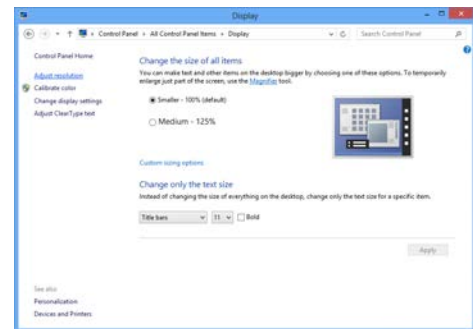 Display
Control Panel ▸ All Control Panel Items ▸ Display
Search Control Panel
Control Panel Home
Adjust resolution
Calibrate color
Change display settings
Adjust ClearType text
Change the size of all items
You can make text and other items on the desktop bigger by choosing one of these options. To temporarily
enlarge just part of the screen, use the Magnifier tool.
Smaller - 100% (default)
Medium - 125%
Custom sizing options
Change only the text size
Instead of changing the size of everything on the desktop, change only the text size for a specific item.
Title bars 11 Bold
Apply
See also
Personalization
Devices and Printers